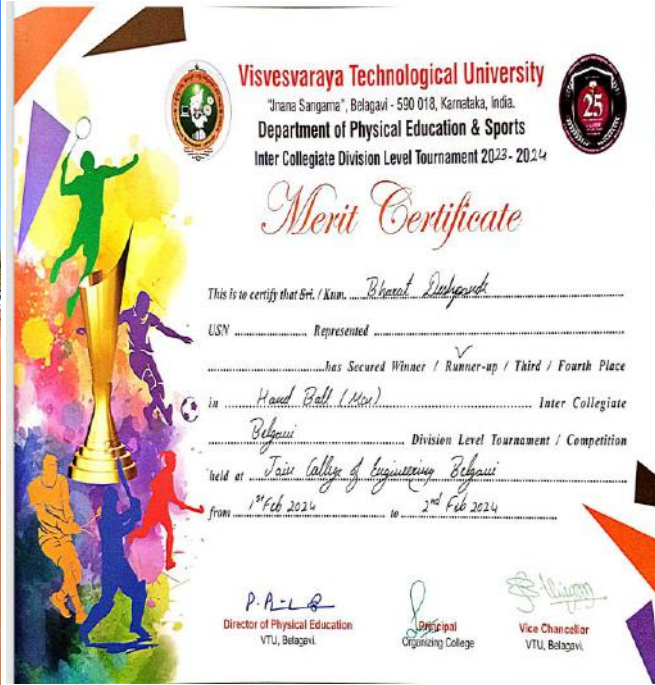 Visvesvaraya Technological University
"Jnana Sangama", Belagavi - 590 018, Karnataka, India.
Department of Physical Education & Sports
Inter Collegiate Division Level Tournament 2023 - 2024
25
Merit Certificate
This is to certify that Sri. / Kum. Bharat Deshpande
USN .................. Represented ..................
.................. has Secured Winner / Runner-up / Third / Fourth Place
in Hand Ball (Men) Inter Collegiate
Belgavi Division Level Tournament / Competition
held at Jain College of Engineering Belgavi
from 1st Feb 2024 to 2nd Feb 2024
Director of Physical Education
VTU, Belagavi.
Principal
Organizing College
Vice Chancellor
VTU, Belagavi.